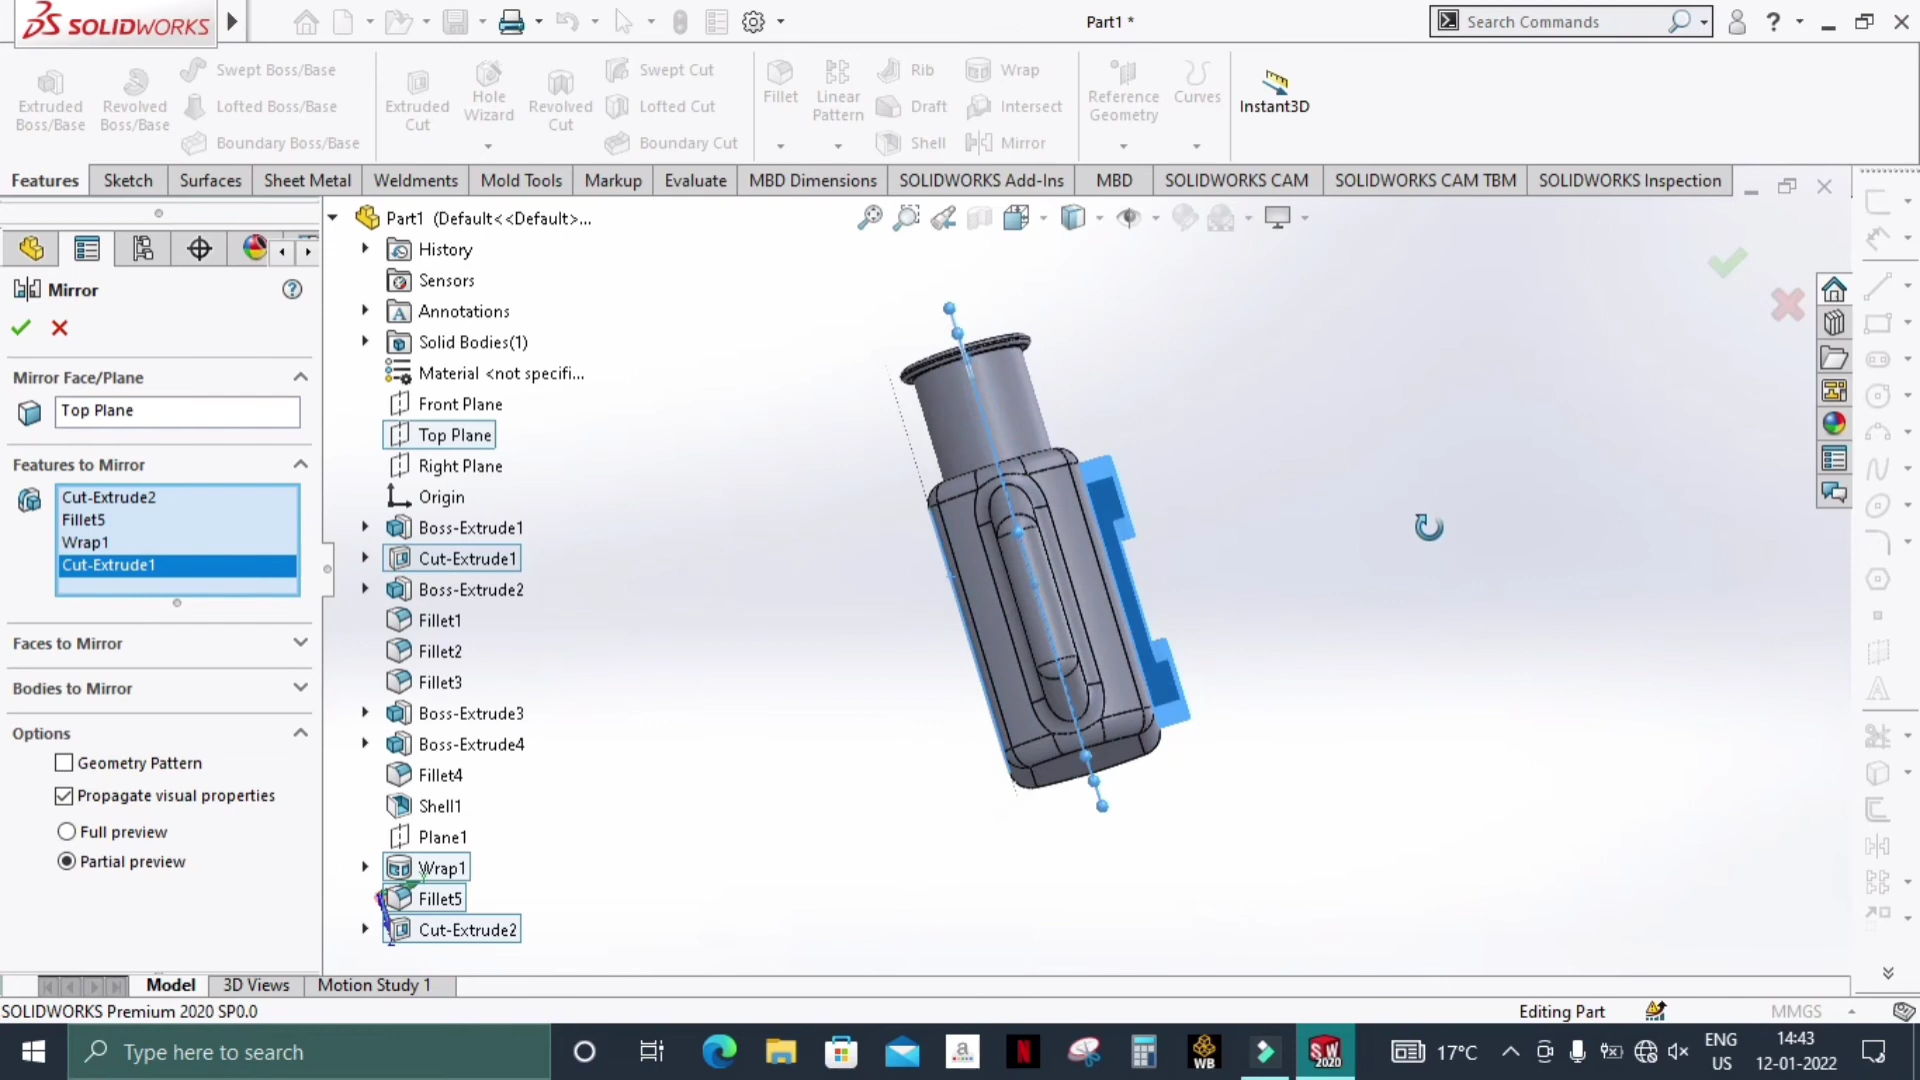 SOLIDWORKS
Part1 *
Search Commands
?
Extruded Boss/Base
Revolved Boss/Base
Swept Boss/Base
Lofted Boss/Base
Boundary Boss/Base
Extruded Cut
Hole Wizard
Revolved Cut
Swept Cut
Lofted Cut
Boundary Cut
Fillet
Linear Pattern
Rib
Draft
Shell
Wrap
Intersect
Mirror
Reference Geometry
Curves
Instant3D
Features
Sketch
Surfaces
Sheet Metal
Weldments
Mold Tools
Markup
Evaluate
MBD Dimensions
SOLIDWORKS Add-Ins
MBD
SOLIDWORKS CAM
SOLIDWORKS CAM TBM
SOLIDWORKS Inspection
Mirror
Mirror Face/Plane
Top Plane
Features to Mirror
Cut-Extrude2
Fillet5
Wrap1
Cut-Extrude1
Faces to Mirror
Bodies to Mirror
Options
Geometry Pattern
Propagate visual properties
Full preview
Partial preview
Part1 (Default<<Default>...
History
Sensors
Annotations
Solid Bodies(1)
Material <not specifi...
Front Plane
Top Plane
Right Plane
Origin
Boss-Extrude1
Cut-Extrude1
Boss-Extrude2
Fillet1
Fillet2
Fillet3
Boss-Extrude3
Boss-Extrude4
Fillet4
Shell1
Plane1
Wrap1
Fillet5
Cut-Extrude2
Model
3D Views
Motion Study 1
SOLIDWORKS Premium 2020 SP0.0
Editing Part
MMGS
Type here to search
17°C
ENG
US
14:43
12-01-2022